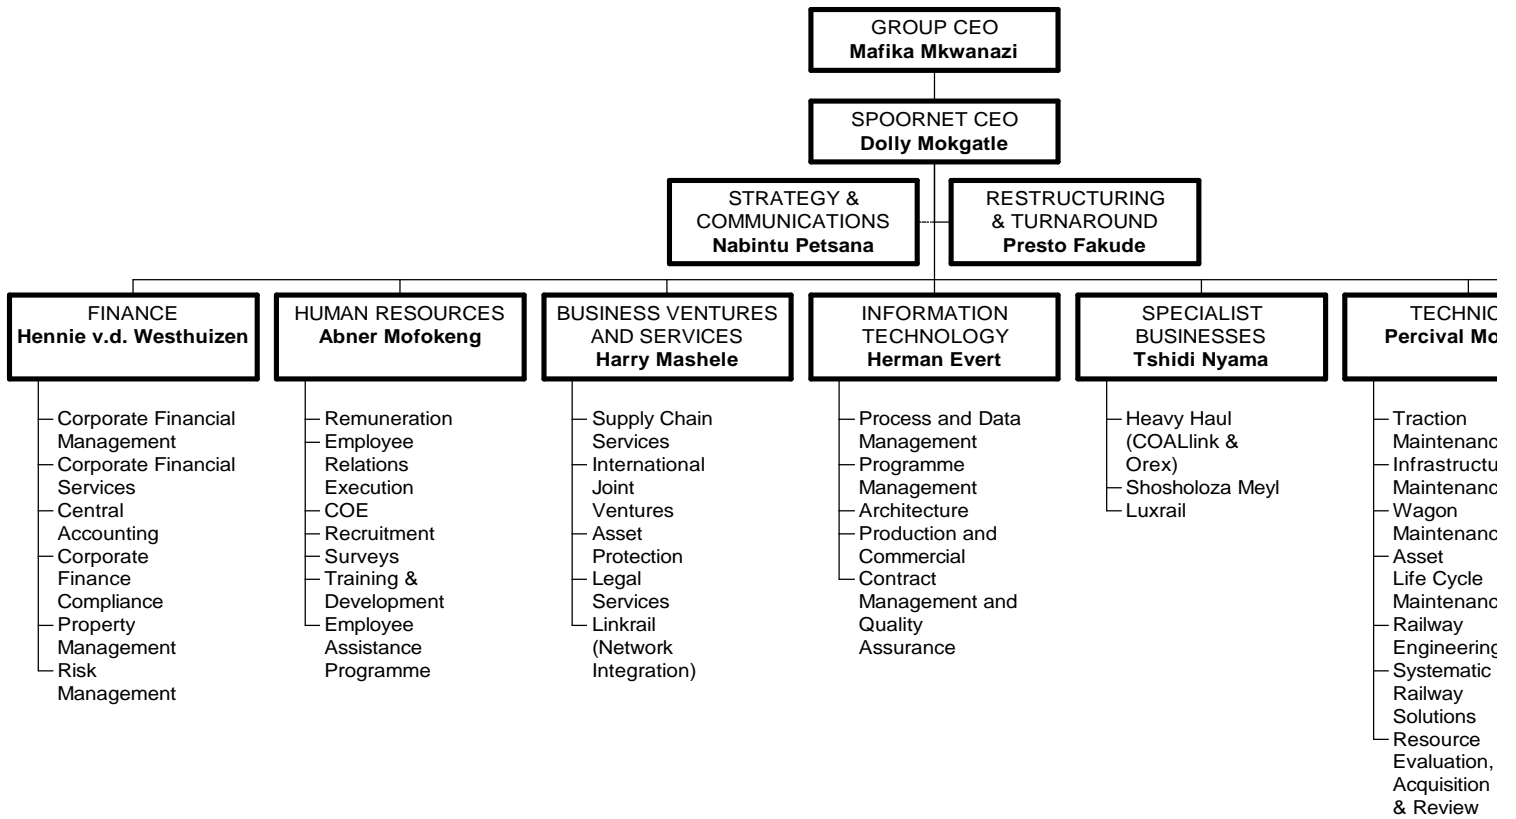 GROUP CEO
Mafika Mkwanazi
SPOORNET CEO
Dolly Mokgatle
STRATEGY &
COMMUNICATIONS
Nabintu Petsana
RESTRUCTURING
& TURNAROUND
Presto Fakude
FINANCE
Hennie v.d. Westhuizen
Corporate Financial
Management
Corporate Financial
Services
Central
Accounting
Corporate
Finance
Compliance
Property
Management
Risk
Management
HUMAN RESOURCES
Abner Mofokeng
Remuneration
Employee
Relations
Execution
COE
Recruitment
Surveys
Training &
Development
Employee
Assistance
Programme
BUSINESS VENTURES
AND SERVICES
Harry Mashele
Supply Chain
Services
International
Joint
Ventures
Asset
Protection
Legal
Services
Linkrail
(Network
Integration)
INFORMATION
TECHNOLOGY
Herman Evert
Process and Data
Management
Programme
Management
Architecture
Production and
Commercial
Contract
Management and
Quality
Assurance
SPECIALIST
BUSINESSES
Tshidi Nyama
Heavy Haul
(COALlink &
Orex)
Shosholoza Meyl
Luxrail
Percival
Traction
Wagon
Asset
Life Cycle
Railway
Systematic
Railway
Solutions
Resource
Evaluation,
Acquisition
& Review